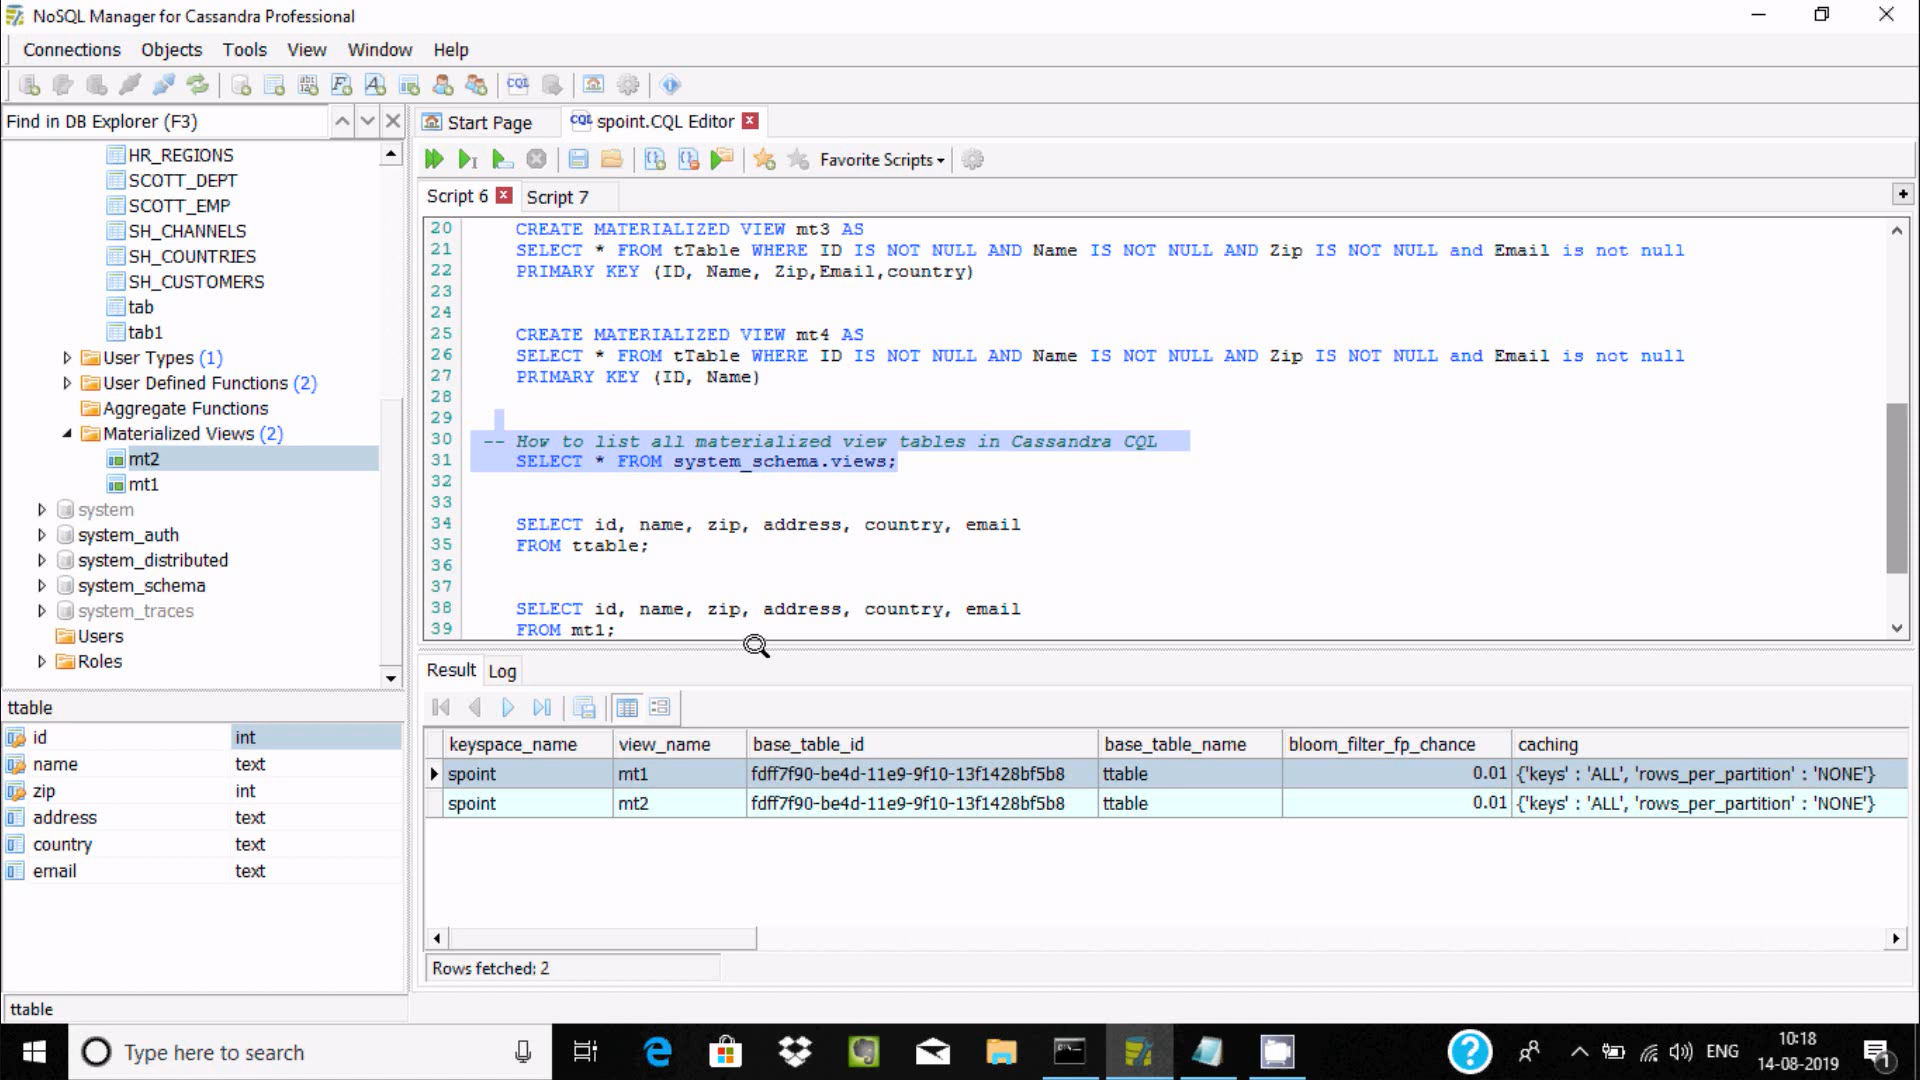 NoSQL Manager for Cassandra Professional
Connections Objects Tools View Window Help
CQL
Find in DB Explorer (F3)
HR_REGIONS
SCOTT_DEPT
SCOTT_EMP
SH_CHANNELS
SH_COUNTRIES
SH_CUSTOMERS
tab
tab1
User Types (1)
User Defined Functions (2)
Aggregate Functions
Materialized Views (2)
mt2
mt1
system
system_auth
system_distributed
system_schema
system_traces
Users
Roles
ttable
id int
name text
zip int
address text
country text
email text
ttable
Start Page
CQL spoint.CQL Editor
Favorite Scripts
Script 6
Script 7
20 CREATE MATERIALIZED VIEW mt3 AS
21 SELECT * FROM tTable WHERE ID IS NOT NULL AND Name IS NOT NULL AND Zip IS NOT NULL and Email is not null
22 PRIMARY KEY (ID, Name, Zip,Email,country)
23
24
25 CREATE MATERIALIZED VIEW mt4 AS
26 SELECT * FROM tTable WHERE ID IS NOT NULL AND Name IS NOT NULL AND Zip IS NOT NULL and Email is not null
27 PRIMARY KEY (ID, Name)
28
29
30 -- How to list all materialized view tables in Cassandra CQL
31 SELECT * FROM system_schema.views;
32
33
34 SELECT id, name, zip, address, country, email
35 FROM ttable;
36
37
38 SELECT id, name, zip, address, country, email
39 FROM mt1;
Result Log
keyspace_name view_name base_table_id base_table_name bloom_filter_fp_chance caching
spoint mt1 fdff7f90-be4d-11e9-9f10-13f1428bf5b8 ttable 0.01 {'keys' : 'ALL', 'rows_per_partition' : 'NONE'}
spoint mt2 fdff7f90-be4d-11e9-9f10-13f1428bf5b8 ttable 0.01 {'keys' : 'ALL', 'rows_per_partition' : 'NONE'}
Rows fetched: 2
Type here to search
ENG
10:18
14-08-2019
1